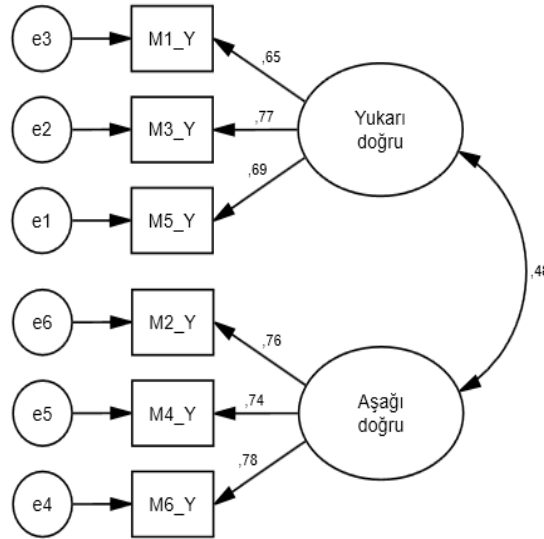 e3
M1_Y
,65
e2
M3_Y
,77
Yukarı
doğru
e1
M5_Y
,69
,48
e6
M2_Y
,76
e5
M4_Y
,74
Aşağı
doğru
e4
M6_Y
,78